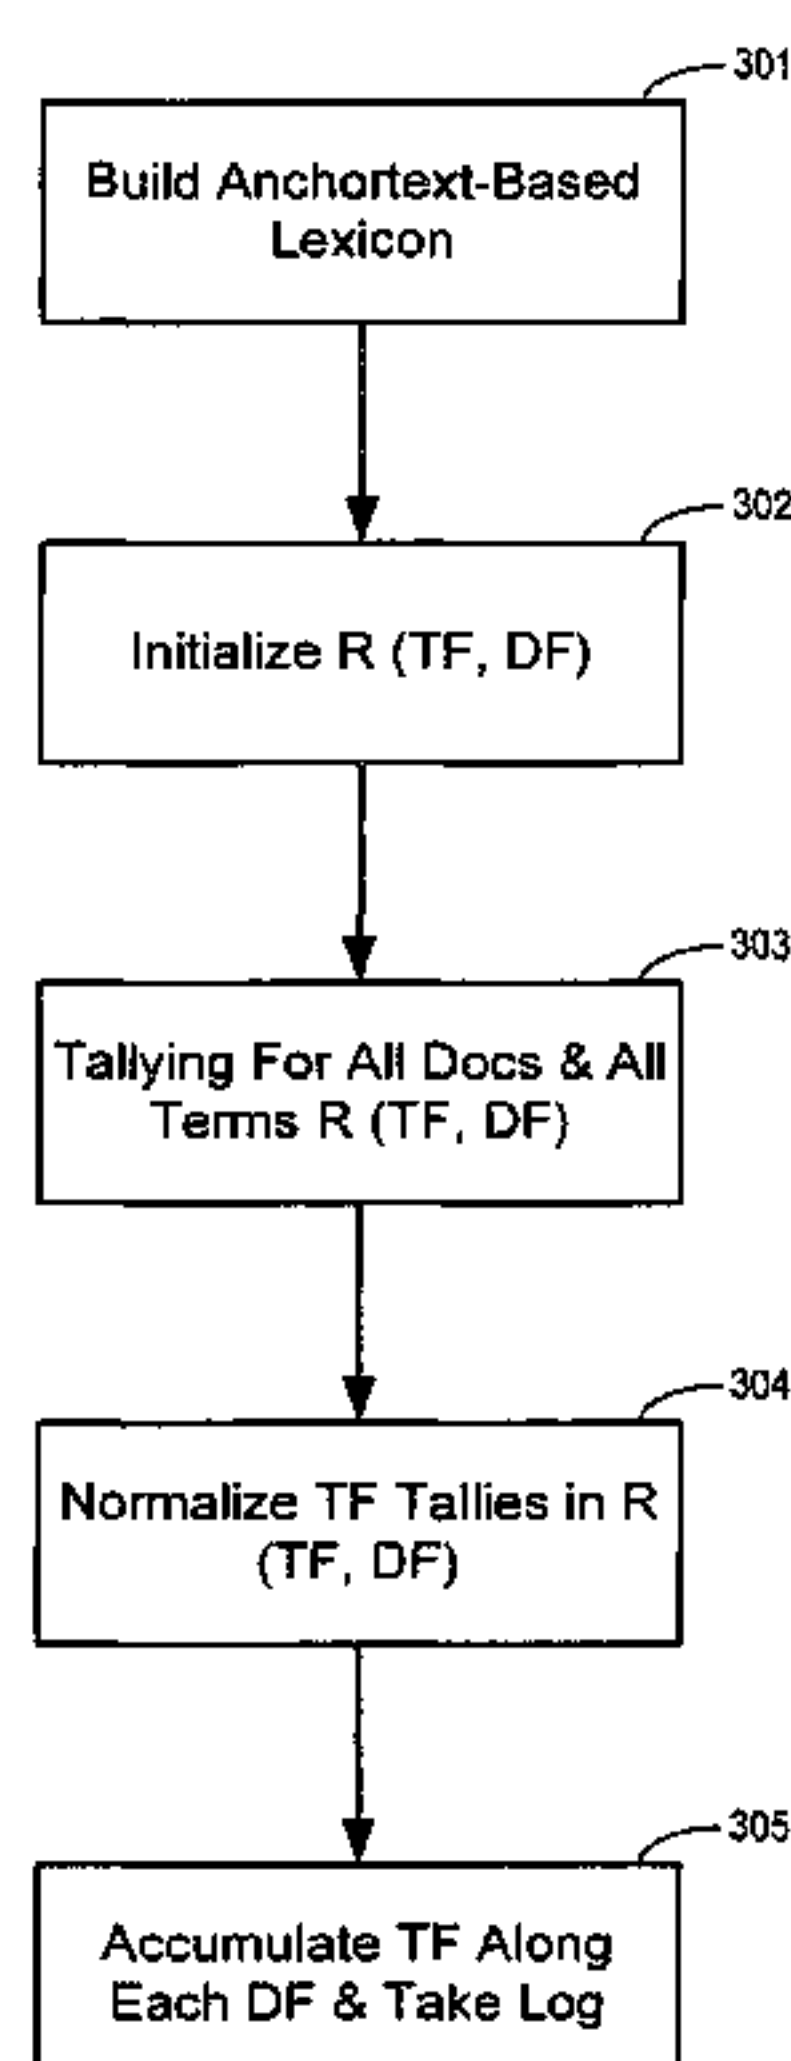 301
Build Anchortext-Based
Lexicon
302
Initialize R (TF, DF)
303
Tallying For All Docs & All
Terms R (TF, DF)
304
Normalize TF Tallies in R
(TF, DF)
305
Accumulate TF Along
Each DF & Take Log